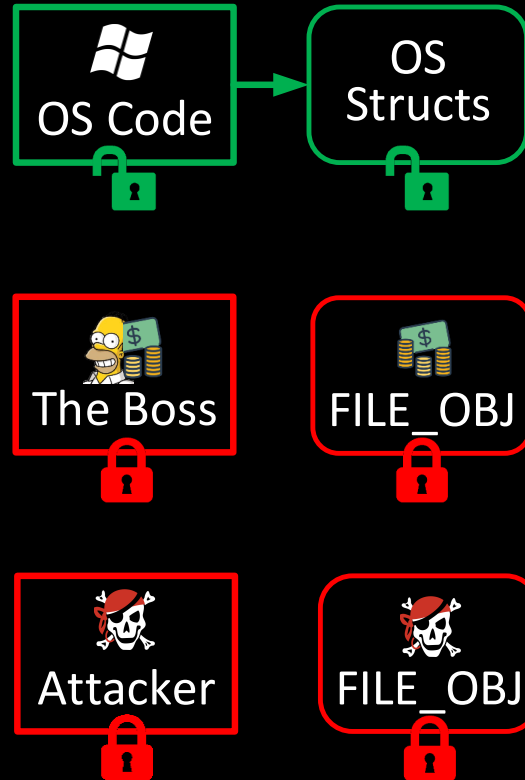 OS Code
OS
Structs
$
The Boss
$
FILE_OBJ
Attacker
FILE_OBJ